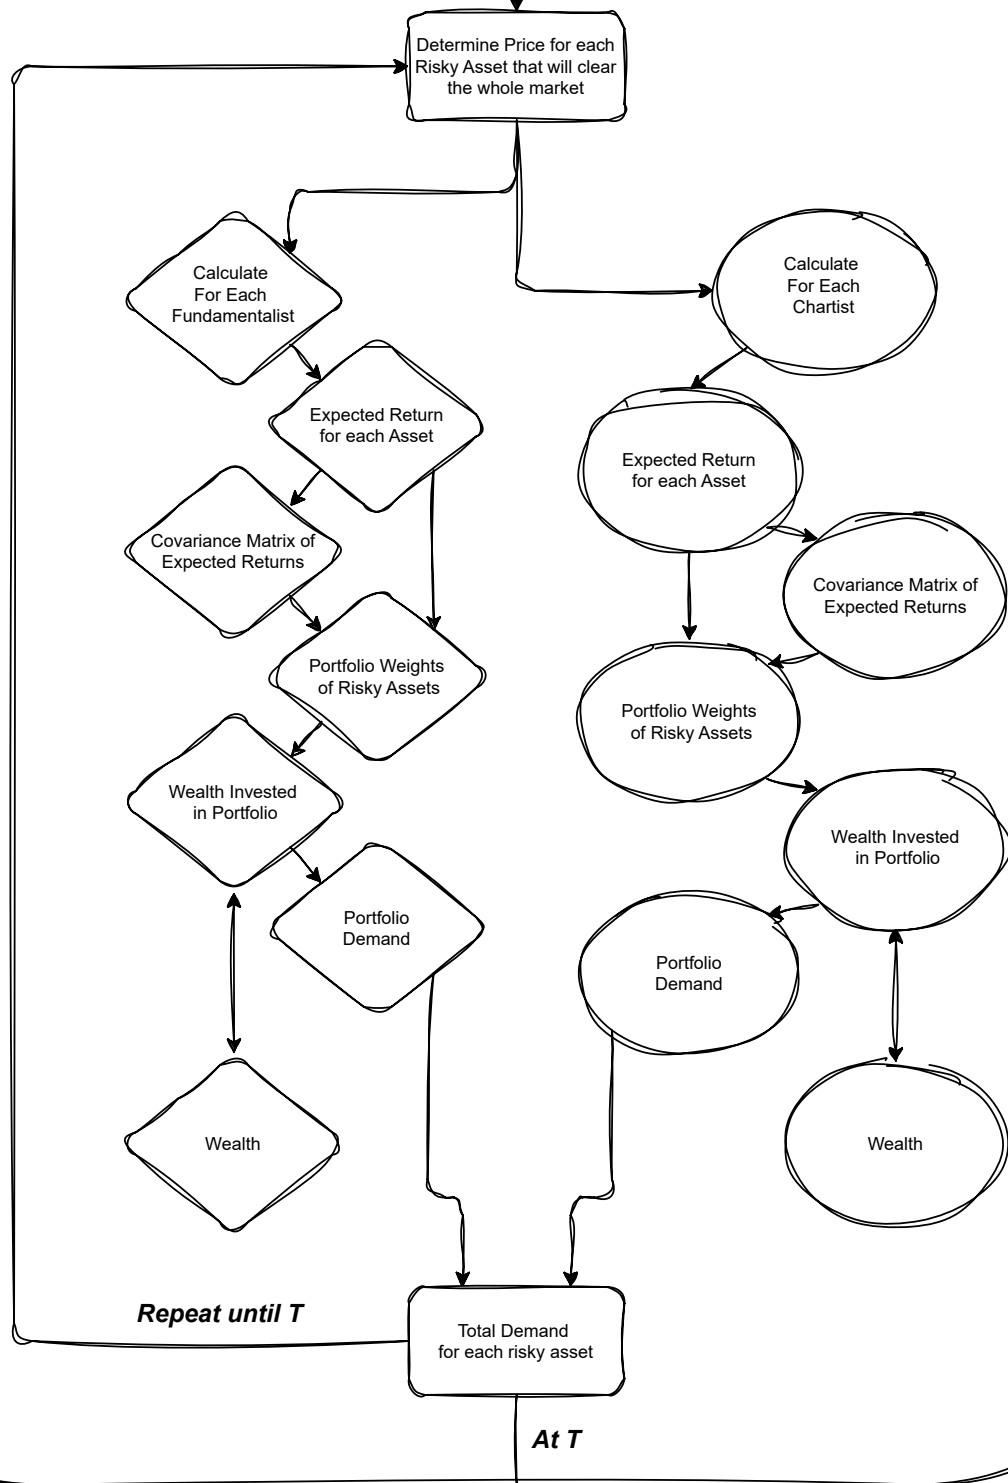 Determine Price for each
Risky Asset that will clear
the whole market
Calculate
For Each
Fundamentalist
Calculate
For Each
Chartist
Expected Return
for each Asset
Expected Return
for each Asset
Covariance Matrix of
Expected Returns
Covariance Matrix of
Expected Returns
Portfolio Weights
of Risky Assets
Portfolio Weights
of Risky Assets
Wealth Invested
in Portfolio
Wealth Invested
in Portfolio
Portfolio
Demand
Portfolio
Demand
Wealth
Wealth
Repeat until T
Total Demand
for each risky asset
At T